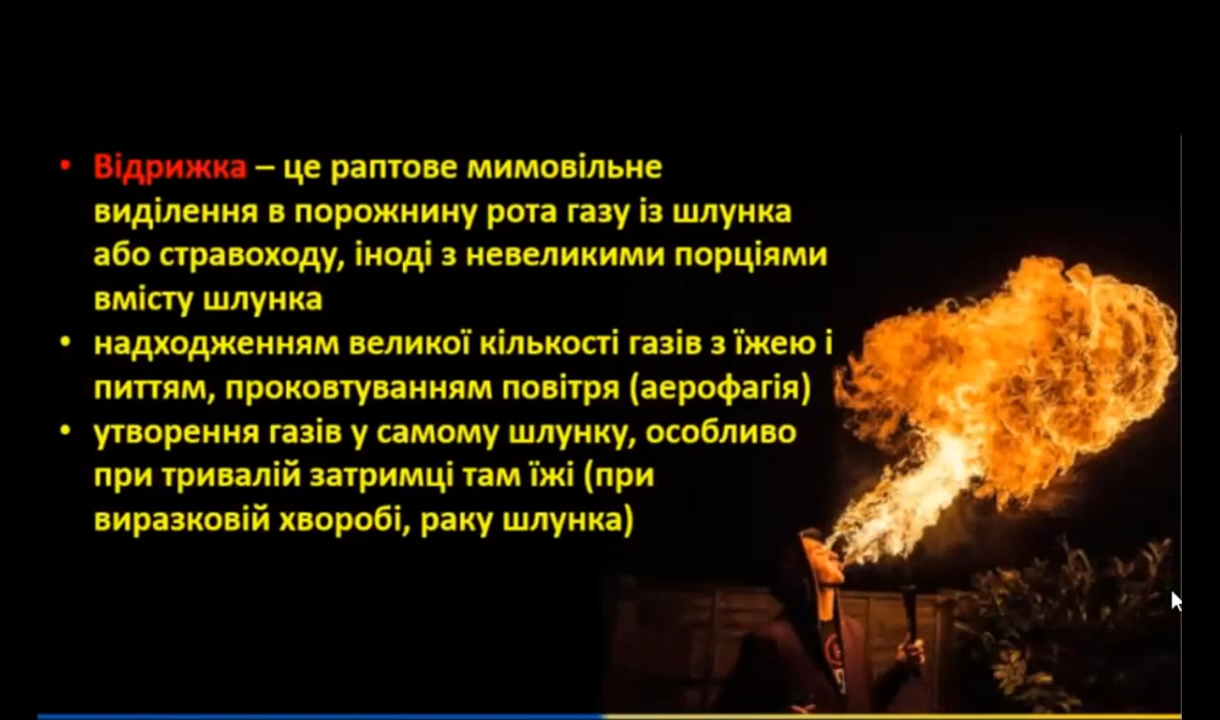 • Відрижка – це раптове мимовільне
виділення в порожнину рота газу із шлунка
або стравоходу, іноді з невеликими порціями
вмісту шлунка
• надходженням великої кількості газів з їжею і
питтям, проковтуванням повітря (аерофагія)
• утворення газів у самому шлунку, особливо
при тривалій затримці там їжі (при
виразковій хворобі, раку шлунка)